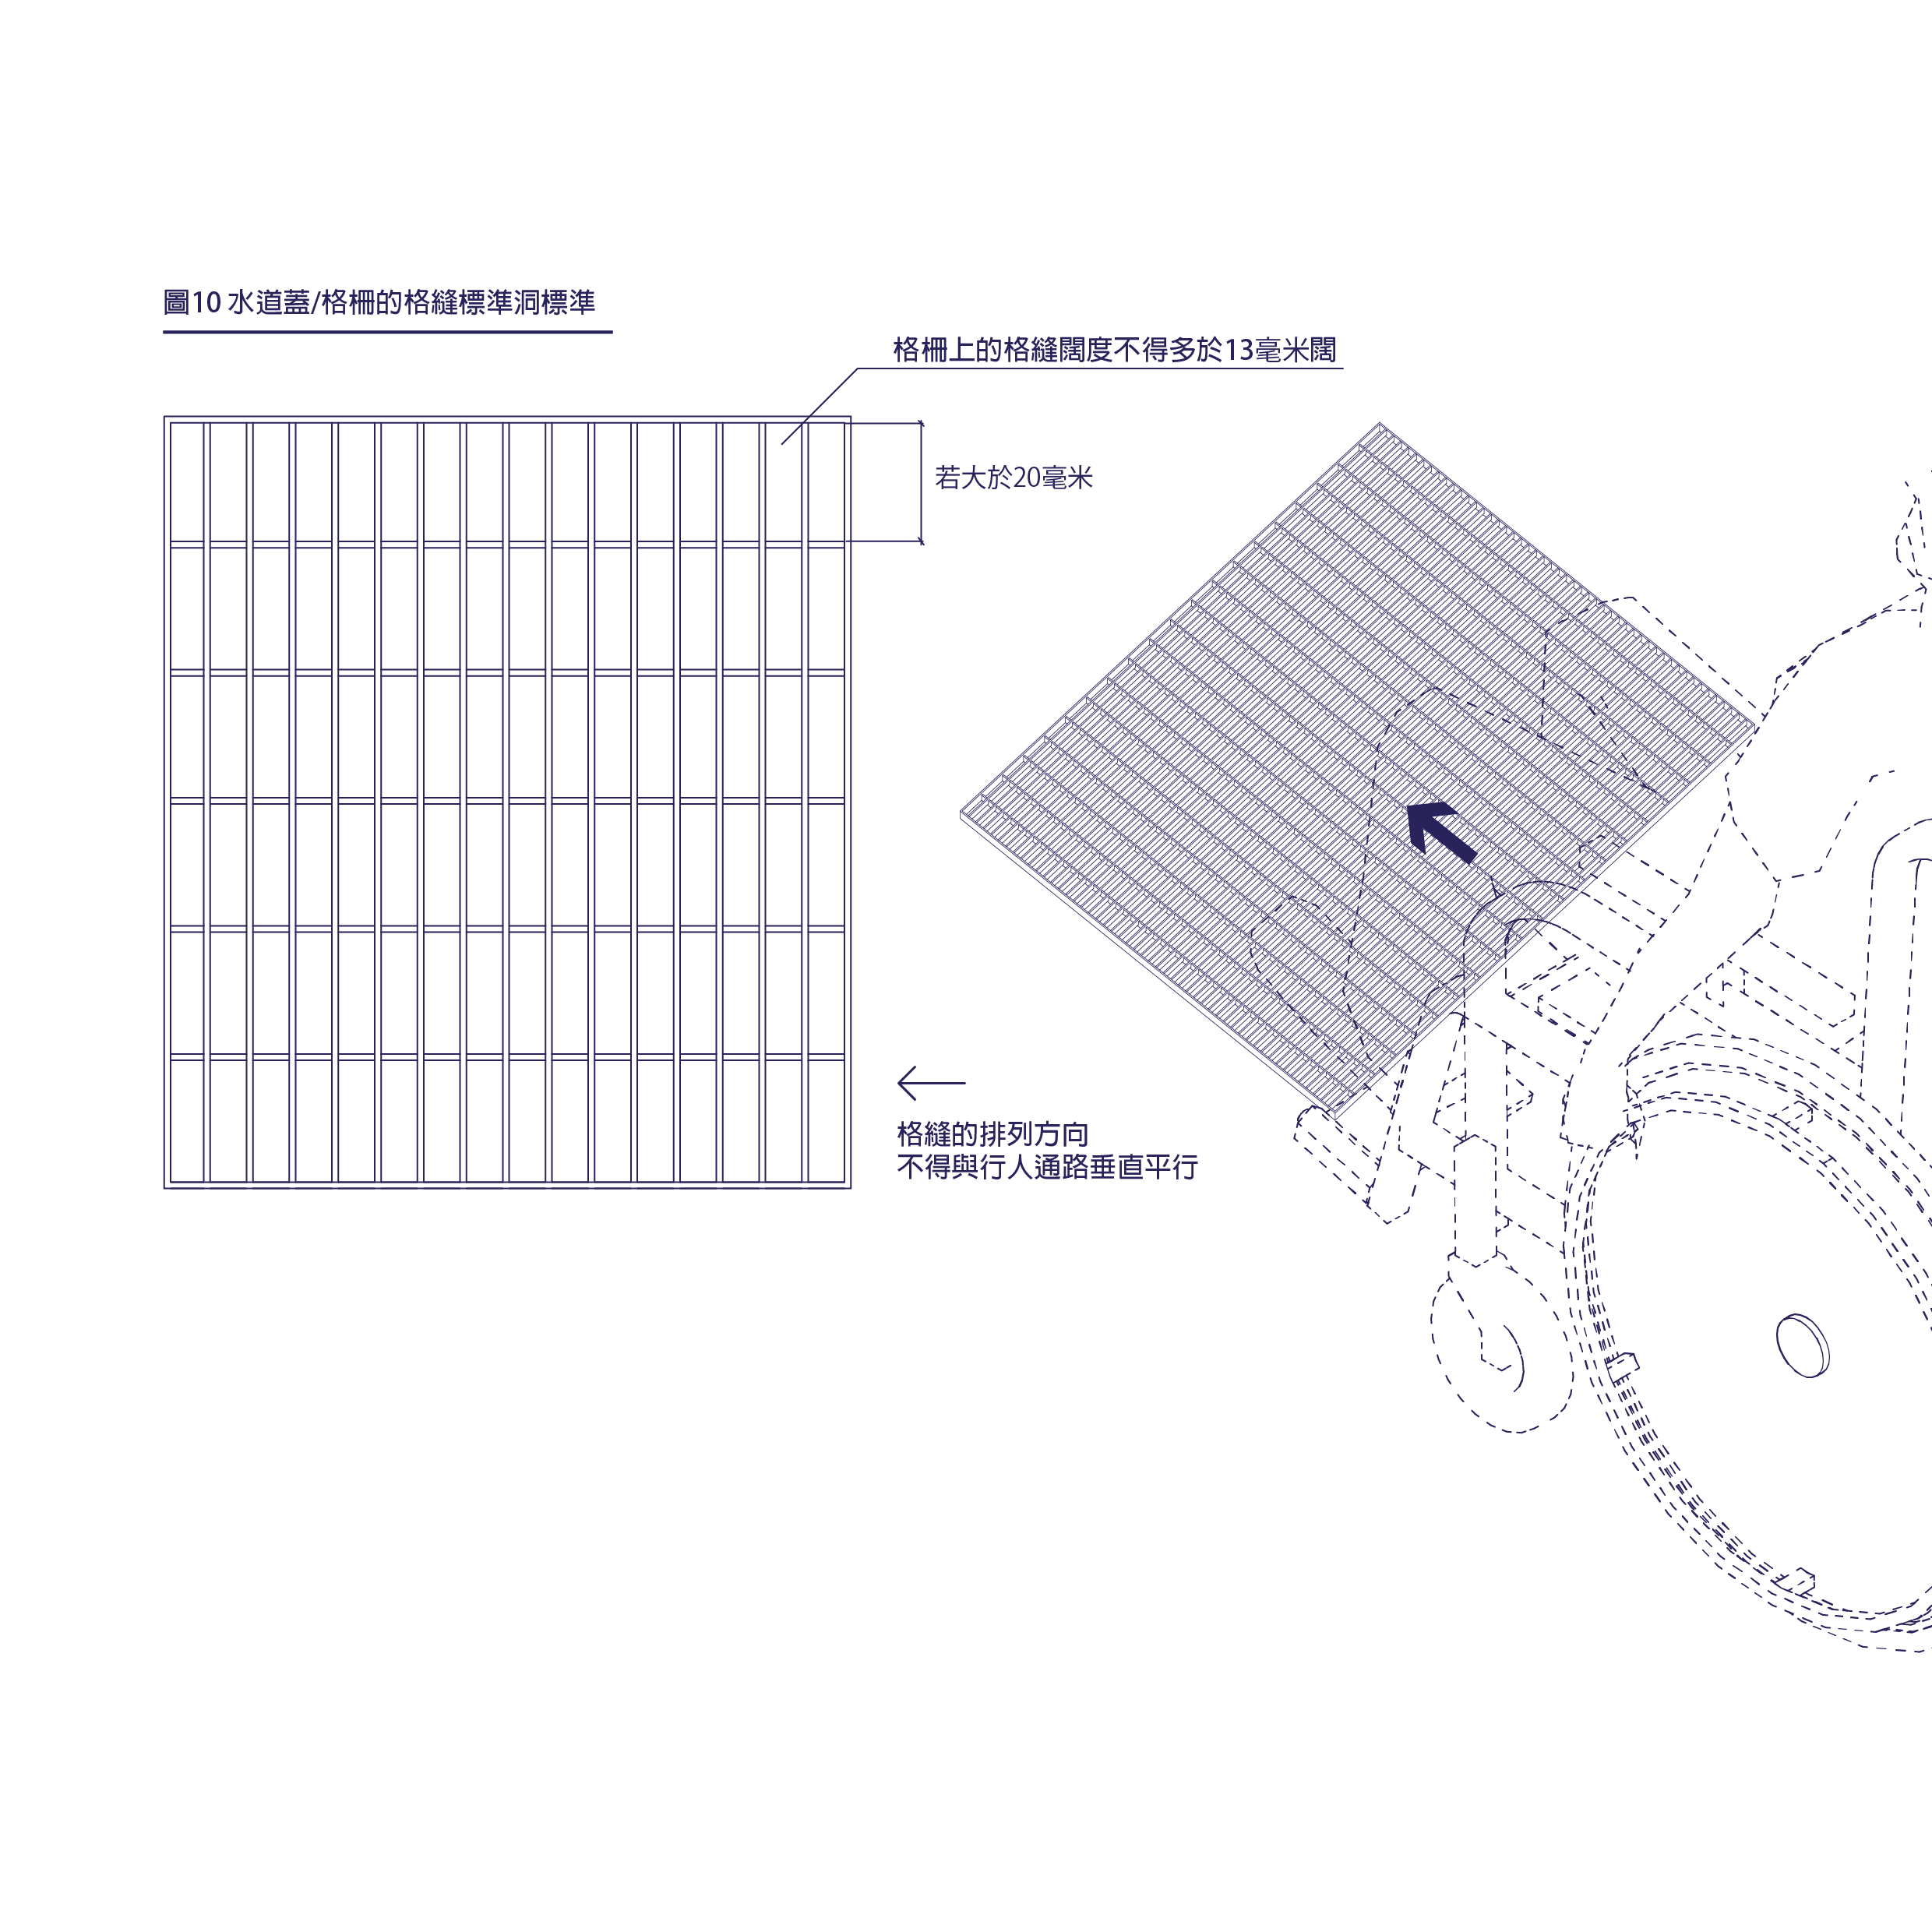 圖10 水道蓋/格柵的格縫標準洞標準
格柵上的格縫闊度不得多於13毫米闊
若大於20毫米
格縫的排列方向
不得與行人通路垂直平行